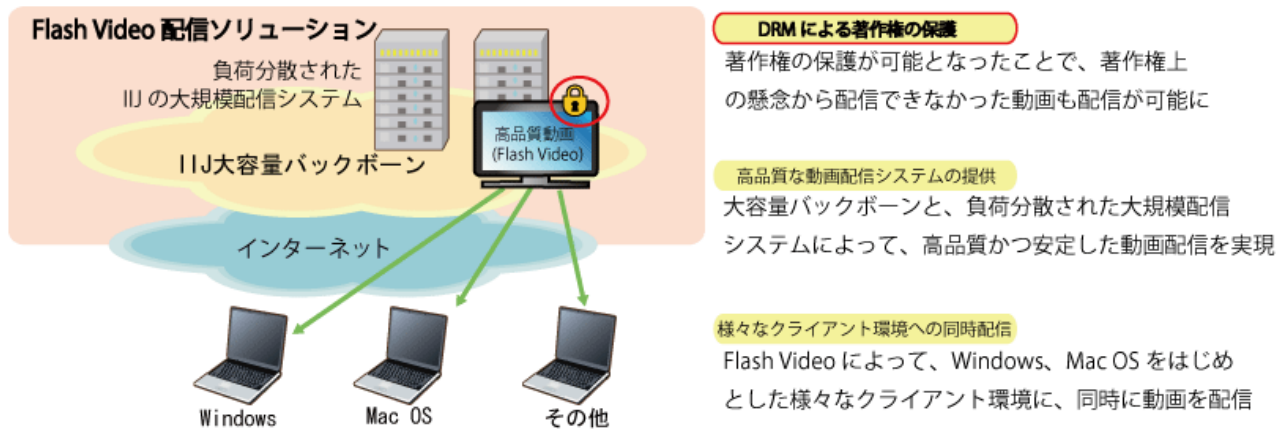 Flash Video 配信ソリューション
負荷分散された
IIJ の大規模配信システム
高品質動画
(Flash Video)
IIJ大容量バックボーン
インターネット
Windows
Mac OS
その他
DRM による著作権の保護
著作権の保護が可能となったことで、著作権上
の懸念から配信できなかった動画も配信が可能に
高品質な動画配信システムの提供
大容量バックボーンと、負荷分散された大規模配信
システムによって、高品質かつ安定した動画配信を実現
様々なクライアント環境への同時配信
Flash Video によって、Windows、Mac OS をはじめ
とした様々なクライアント環境に、同時に動画を配信